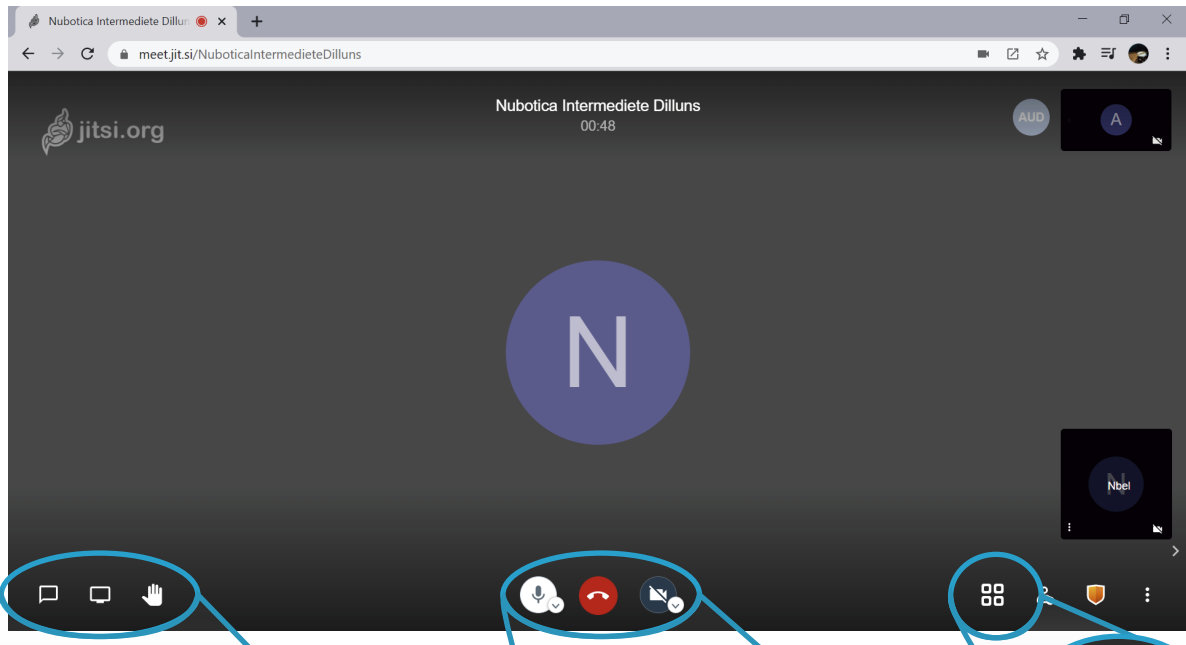 Nubotica Intermediete Dillun
meet.jit.si/NuboticaIntermedieteDilluns
jitsi.org
Nubotica Intermediete Dilluns
00:48
AUD
A
N
N
Nbel